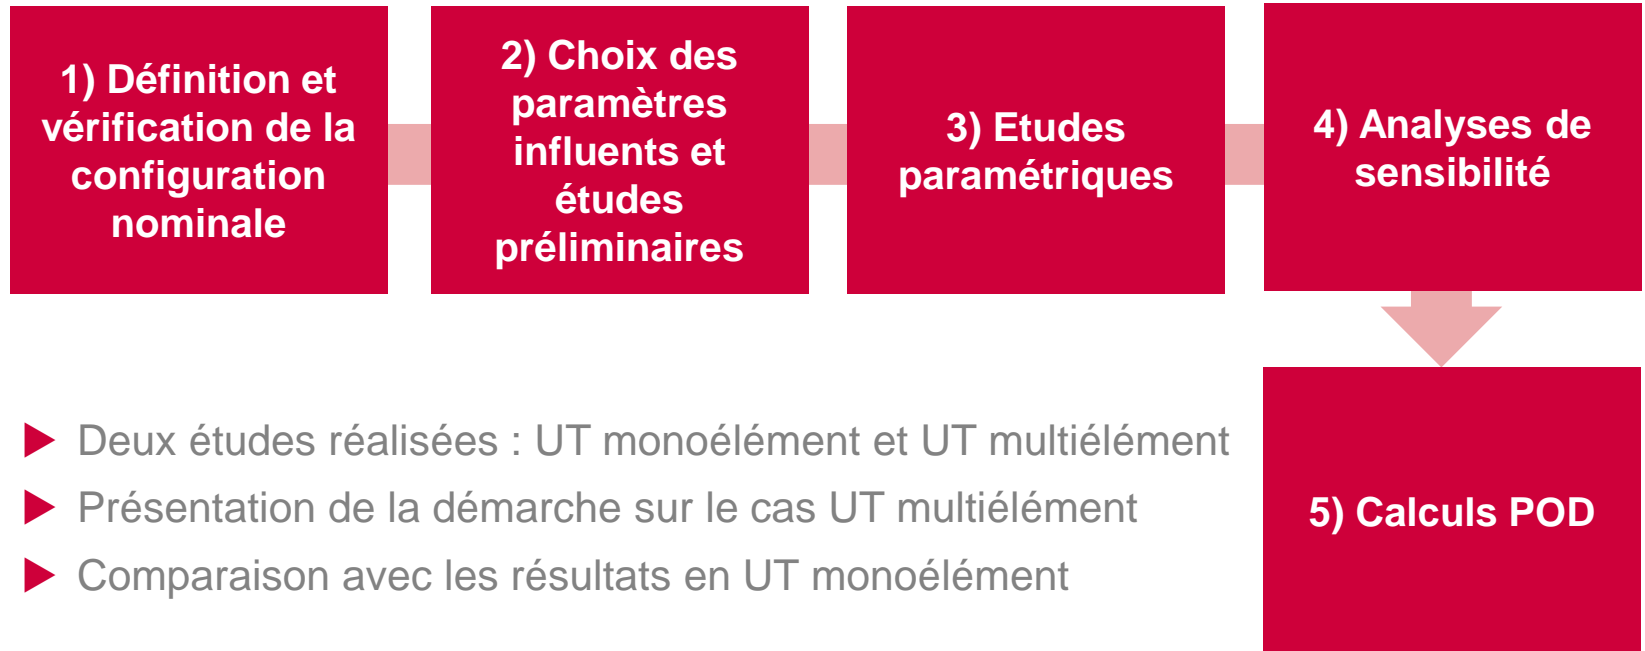 1) Définition et
vérification de la
configuration
nominale
2) Choix des
paramètres
influents et
études
préliminaires
3) Etudes
paramétriques
4) Analyses de
sensibilité
5) Calculs POD
Deux études réalisées : UT monoélément et UT multiélément
Présentation de la démarche sur le cas UT multiélément
Comparaison avec les résultats en UT monoélément